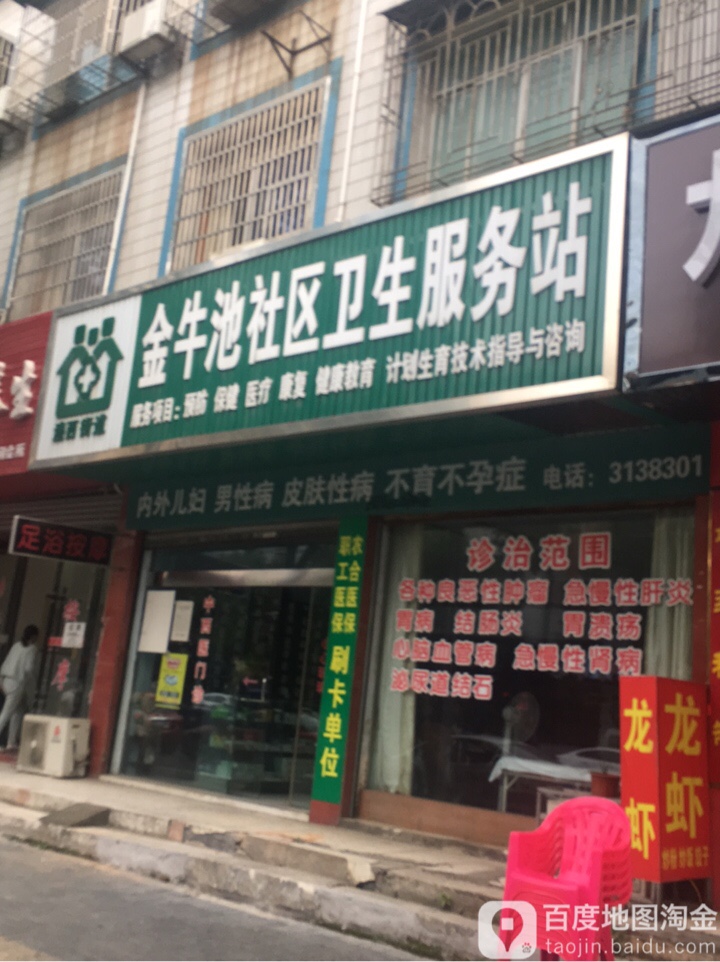 金牛池社区卫生服务站
服务项目：预防 保健 医疗 康复 健康教育 计划生育技术指导与咨询
内外儿妇 男性病 皮肤性病 不育不孕症 电话：3138301
足浴按摩
中西医门诊
农合医保
职工医保
刷卡单位
诊治范围
各种良恶性肿瘤 急慢性肝炎
胃病 结肠炎 胃溃疡
心脑血管病 急慢性肾病
泌尿道结石
龙虾
龙虾
百度地图淘金
taojin.baidu.com